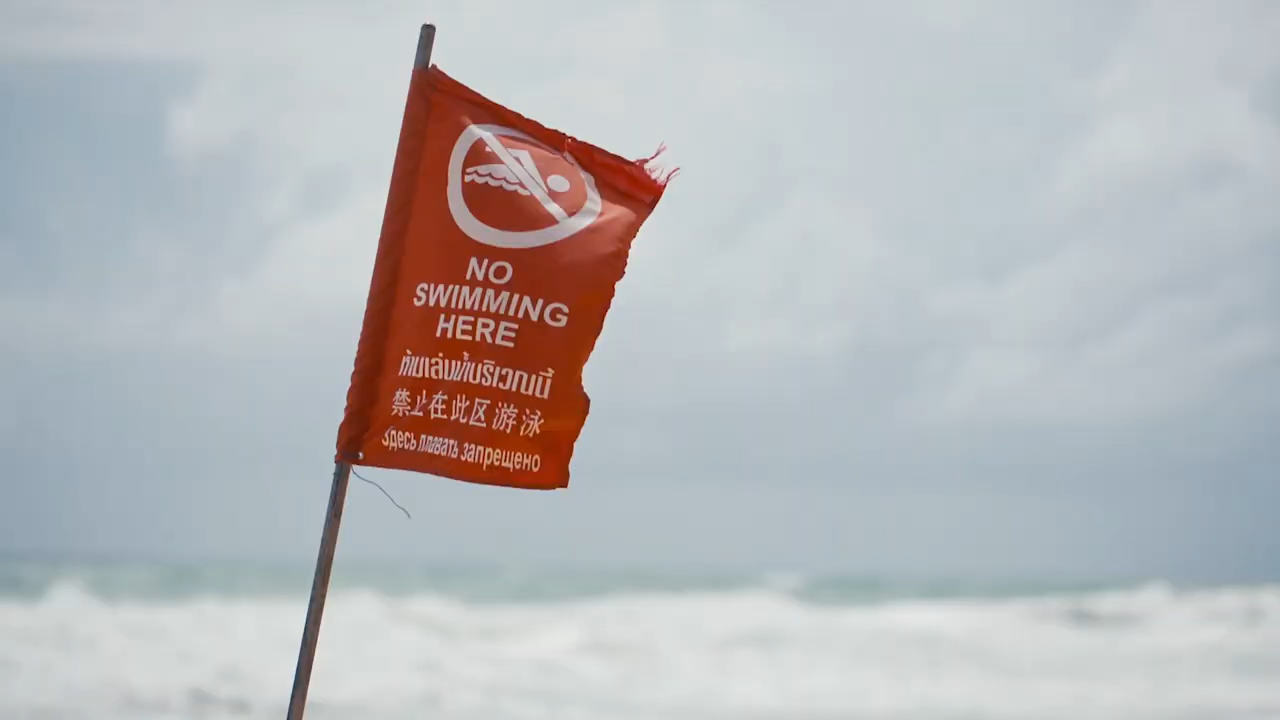 NO
SWIMMING
HERE
ห้ามเล่นน้ำบริเวณนี้
禁止在此区游泳
Здесь плавать запрещено